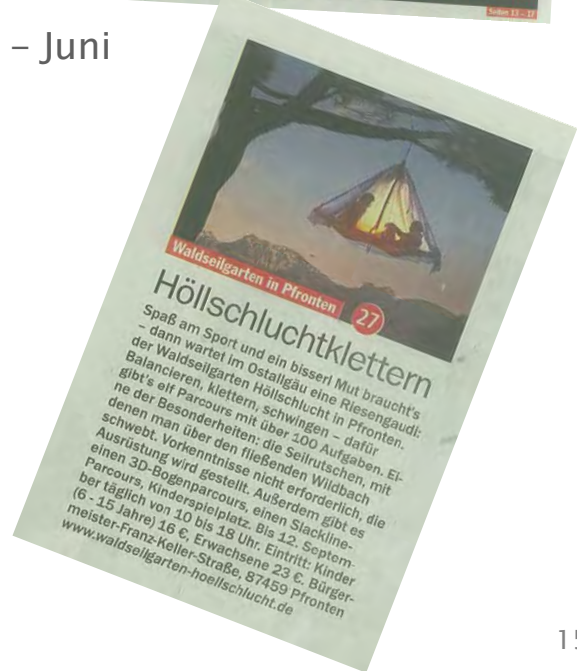 Seiten 13 - 17
– Juni
Waldseilgarten in Pfronten
27
Höllschluchtklettern
Spaß am Sport und ein bisserl Mut braucht's
– dann wartet im Ostallgäu eine Riesengaudi:
der Waldseilgarten Höllschlucht in Pfronten.
Balancieren, klettern, schwingen – dafür
gibt's elf Parcours mit über 100 Aufgaben. Ei-
ne der Besonderheiten: die Seilrutschen, mit
denen man über den fließenden Wildbach
schwebt. Vorkenntnisse nicht erforderlich, die
Ausrüstung wird gestellt. Außerdem gibt es
einen 3D-Bogenparcours, einen Slackline-
Parcours, Kinderspielplatz. Bis 12. Septem-
ber täglich von 10 bis 18 Uhr. Eintritt: Kinder
(6 - 15 Jahre) 16 €, Erwachsene 23 €. Bürger-
meister-Franz-Keller-Straße, 87459 Pfronten
www.waldseilgarten-hoellschlucht.de
15